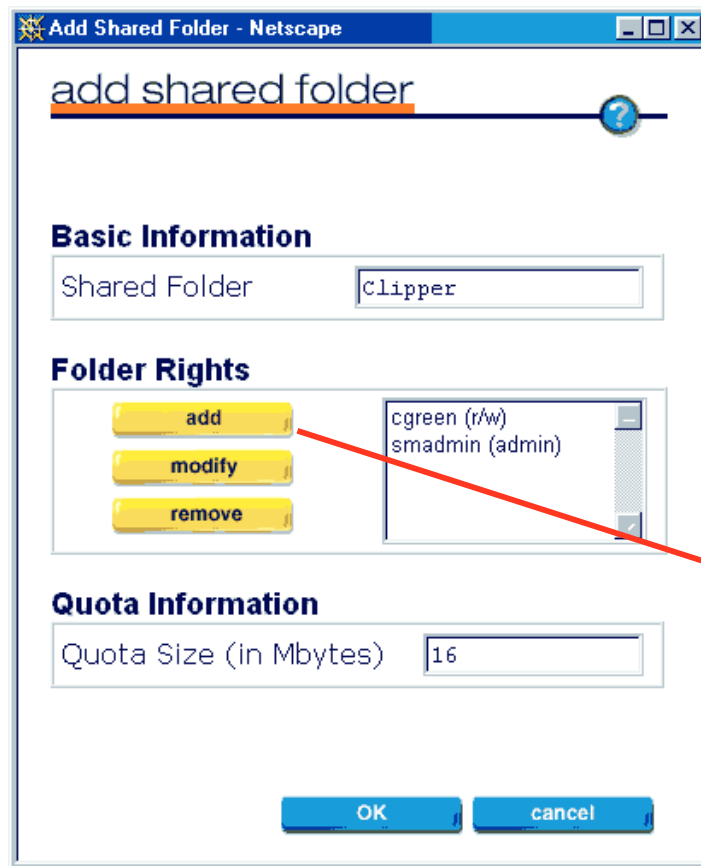 Add Shared Folder - Netscape
add shared folder
?
Basic Information
Shared Folder Clipper
Folder Rights
add
modify
remove
cgreen (r/w)
smadmin (admin)
Quota Information
Quota Size (in Mbytes) 16
OK cancel